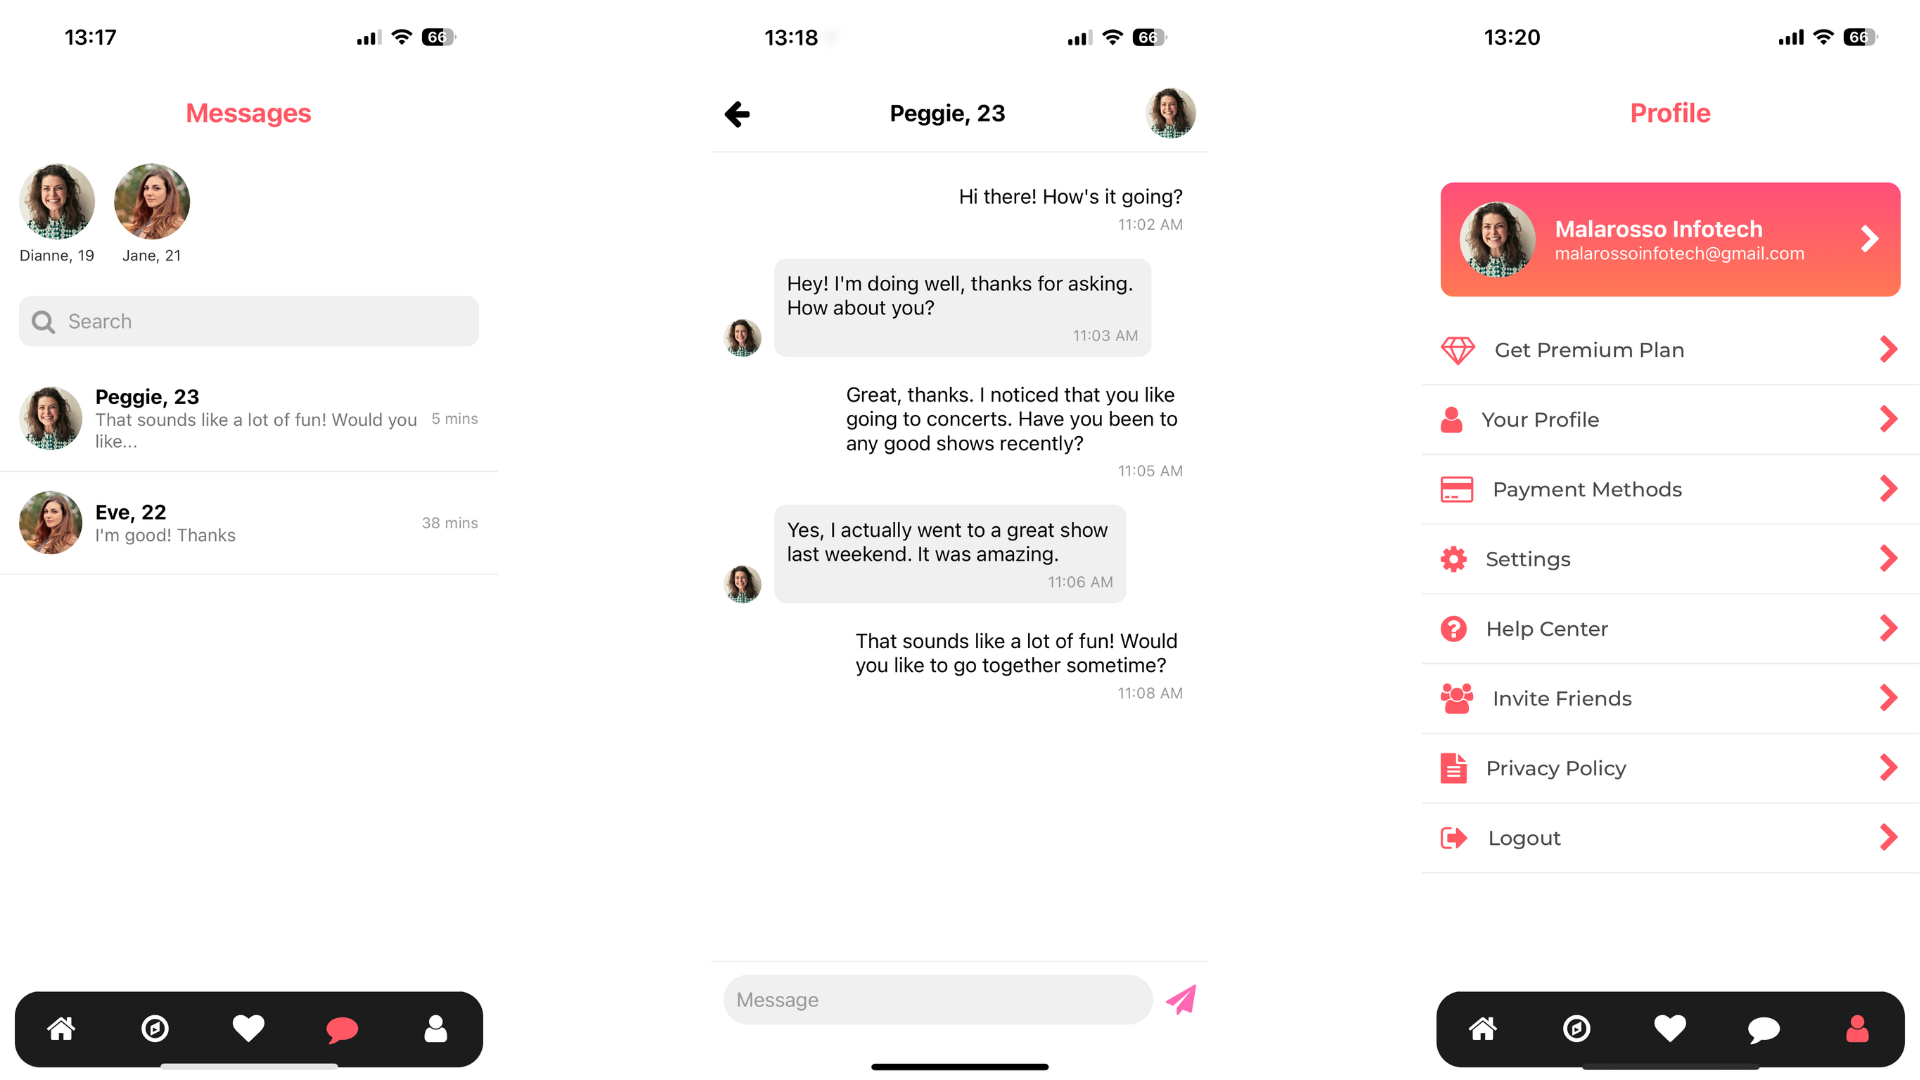 13:17
66
Messages
Dianne, 19
Jane, 21
Search
Peggie, 23
That sounds like a lot of fun! Would you
like...
5 mins
Eve, 22
I'm good! Thanks
38 mins
13:18
66
Peggie, 23
Hi there! How's it going?
11:02 AM
Hey! I'm doing well, thanks for asking.
How about you?
11:03 AM
Great, thanks. I noticed that you like
going to concerts. Have you been to
any good shows recently?
11:05 AM
Yes, I actually went to a great show
last weekend. It was amazing.
11:06 AM
That sounds like a lot of fun! Would
you like to go together sometime?
11:08 AM
Message
13:20
66
Profile
Malarosso Infotech
malarossoinfotech@gmail.com
Get Premium Plan
Your Profile
Payment Methods
Settings
Help Center
Invite Friends
Privacy Policy
Logout